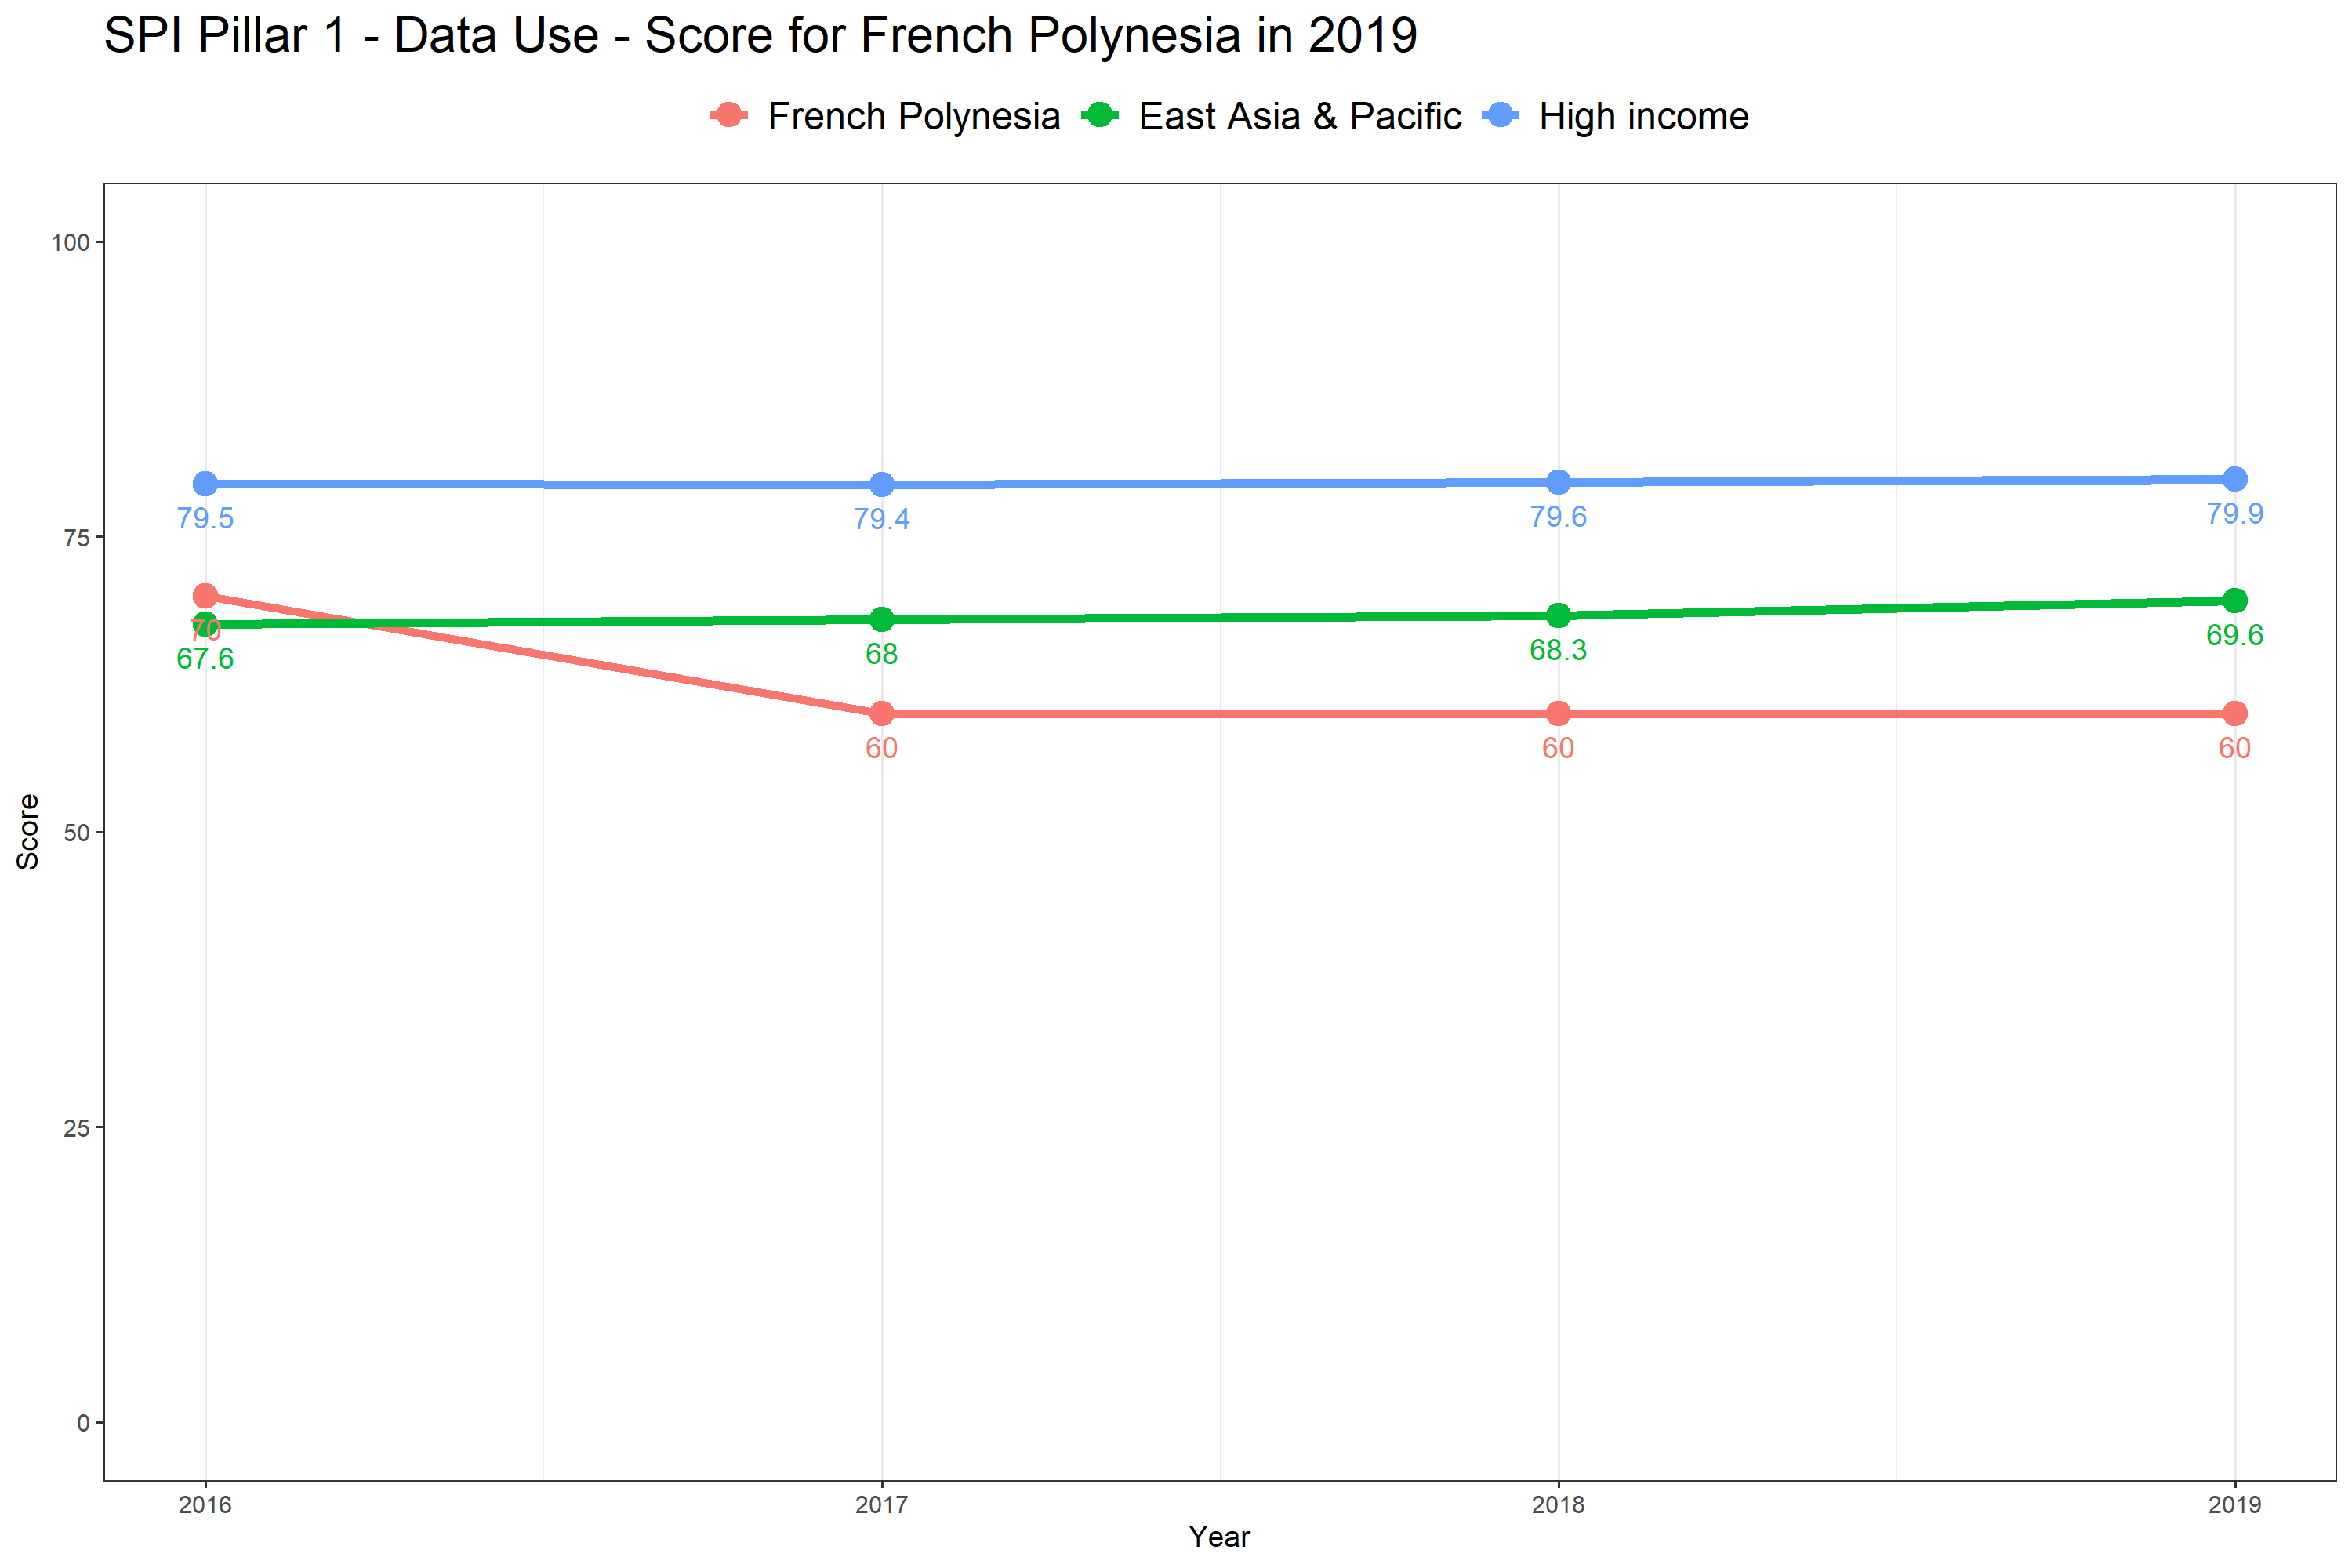 SPI Pillar 1 - Data Use - Score for French Polynesia in 2019
French Polynesia East Asia & Pacific High income
100
75
50
25
0
Score
79.5 79.4 79.6 79.9
70
67.6 68 68.3 69.6
60 60 60
2016 2017 2018 2019
Year